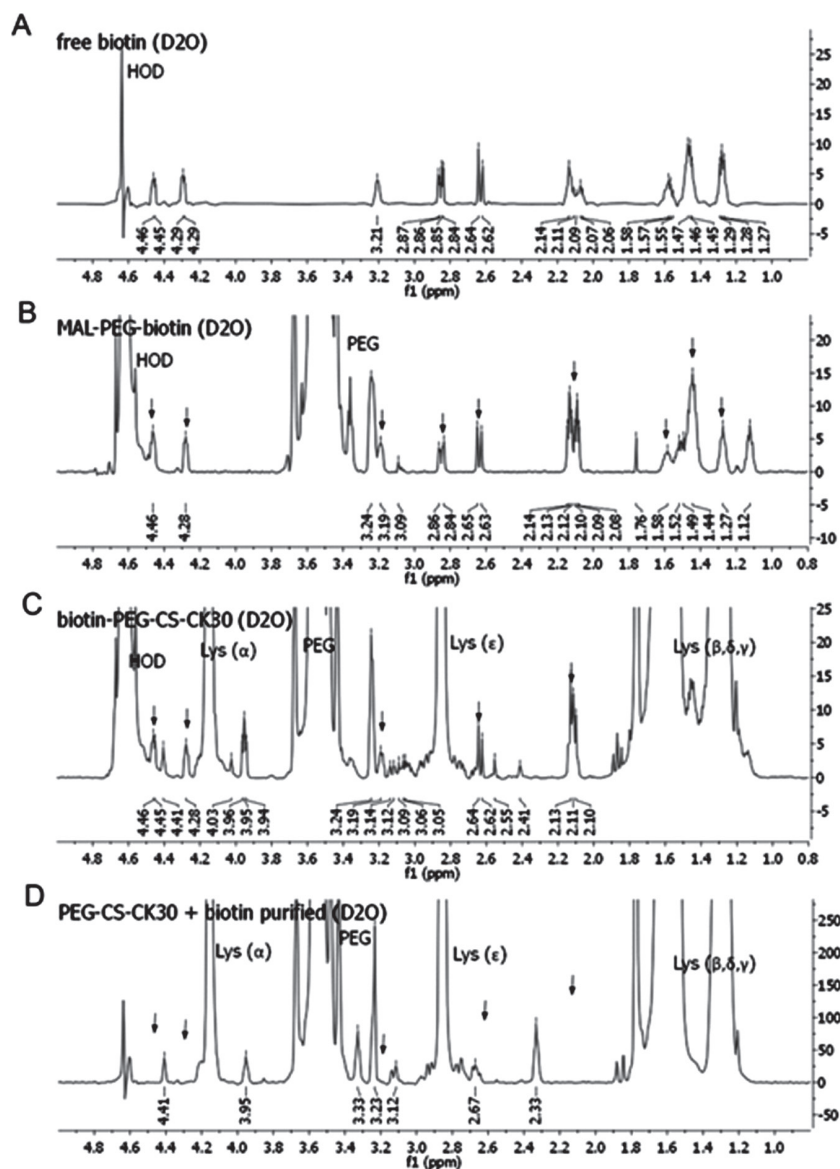 A
free biotin (D2O)
HOD
25
20
15
10
5
0
-5
4.46 4.45 4.29 4.29 3.21 2.87 2.86 2.85 2.84 2.64 2.62 2.14 2.11 2.09 2.07 2.06 1.58 1.57 1.55 1.47 1.46 1.45 1.29 1.28 1.27
4.8 4.6 4.4 4.2 4.0 3.8 3.6 3.4 3.2 3.0 2.8 2.6 2.4 2.2 2.0 1.8 1.6 1.4 1.2 1.0
f1 (ppm)
B
MAL-PEG-biotin (D2O)
HOD
PEG
20
15
10
5
0
-5
-10
4.46 4.28 3.24 3.19 3.09 2.86 2.84 2.65 2.63 2.14 2.13 2.12 2.10 2.09 2.08 1.76 1.58 1.52 1.49 1.44 1.27 1.12
4.8 4.6 4.4 4.2 4.0 3.8 3.6 3.4 3.2 3.0 2.8 2.6 2.4 2.2 2.0 1.8 1.6 1.4 1.2 1.0 0.8
f1 (ppm)
C
biotin-PEG-CS-CK30 (D2O)
HOD
Lys (α)
PEG
Lys (ε)
Lys (β,δ,γ)
25
20
15
10
5
0
-5
4.46 4.45 4.41 4.28 4.03 3.96 3.95 3.94 3.24 3.19 3.14 3.12 3.09 3.06 3.05 2.64 2.62 2.55 2.41 2.13 2.11 2.10
4.8 4.6 4.4 4.2 4.0 3.8 3.6 3.4 3.2 3.0 2.8 2.6 2.4 2.2 2.0 1.8 1.6 1.4 1.2 1.0 0.8
f1 (ppm)
D
PEG-CS-CK30 + biotin purified (D2O)
Lys (α)
PEG
Lys (ε)
Lys (β,δ,γ)
250
200
150
100
50
0
-50
4.41 3.95 3.33 3.23 3.12 2.67 2.33
4.8 4.6 4.4 4.2 4.0 3.8 3.6 3.4 3.2 3.0 2.8 2.6 2.4 2.2 2.0 1.8 1.6 1.4 1.2 1.0
f1 (ppm)